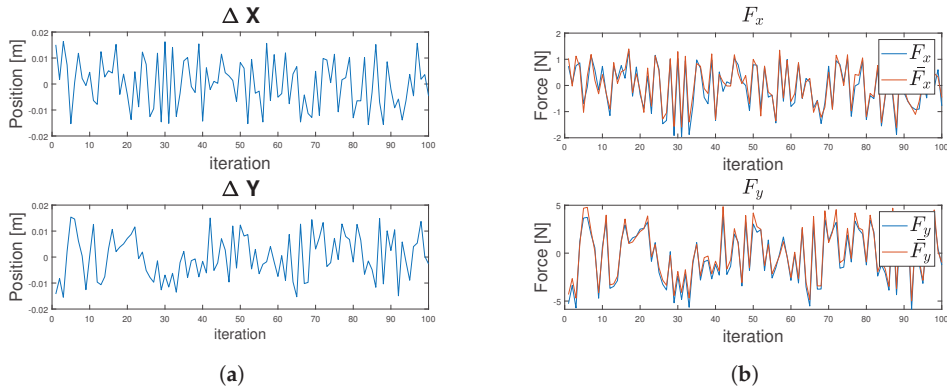 Δ X
Position [m]
0.02
0.01
0
-0.01
-0.02
0 10 20 30 40 50 60 70 80 90 100
iteration
Δ Y
Position [m]
0.02
0.01
0
-0.01
-0.02
0 10 20 30 40 50 60 70 80 90 100
iteration
(a)
F_x
Force [N]
2
1
0
-1
-2
F_x
F̄_x
0 10 20 30 40 50 60 70 80 90 100
iteration
F_y
Force [N]
5
0
-5
F_y
F̄_y
0 10 20 30 40 50 60 70 80 90 100
iteration
(b)